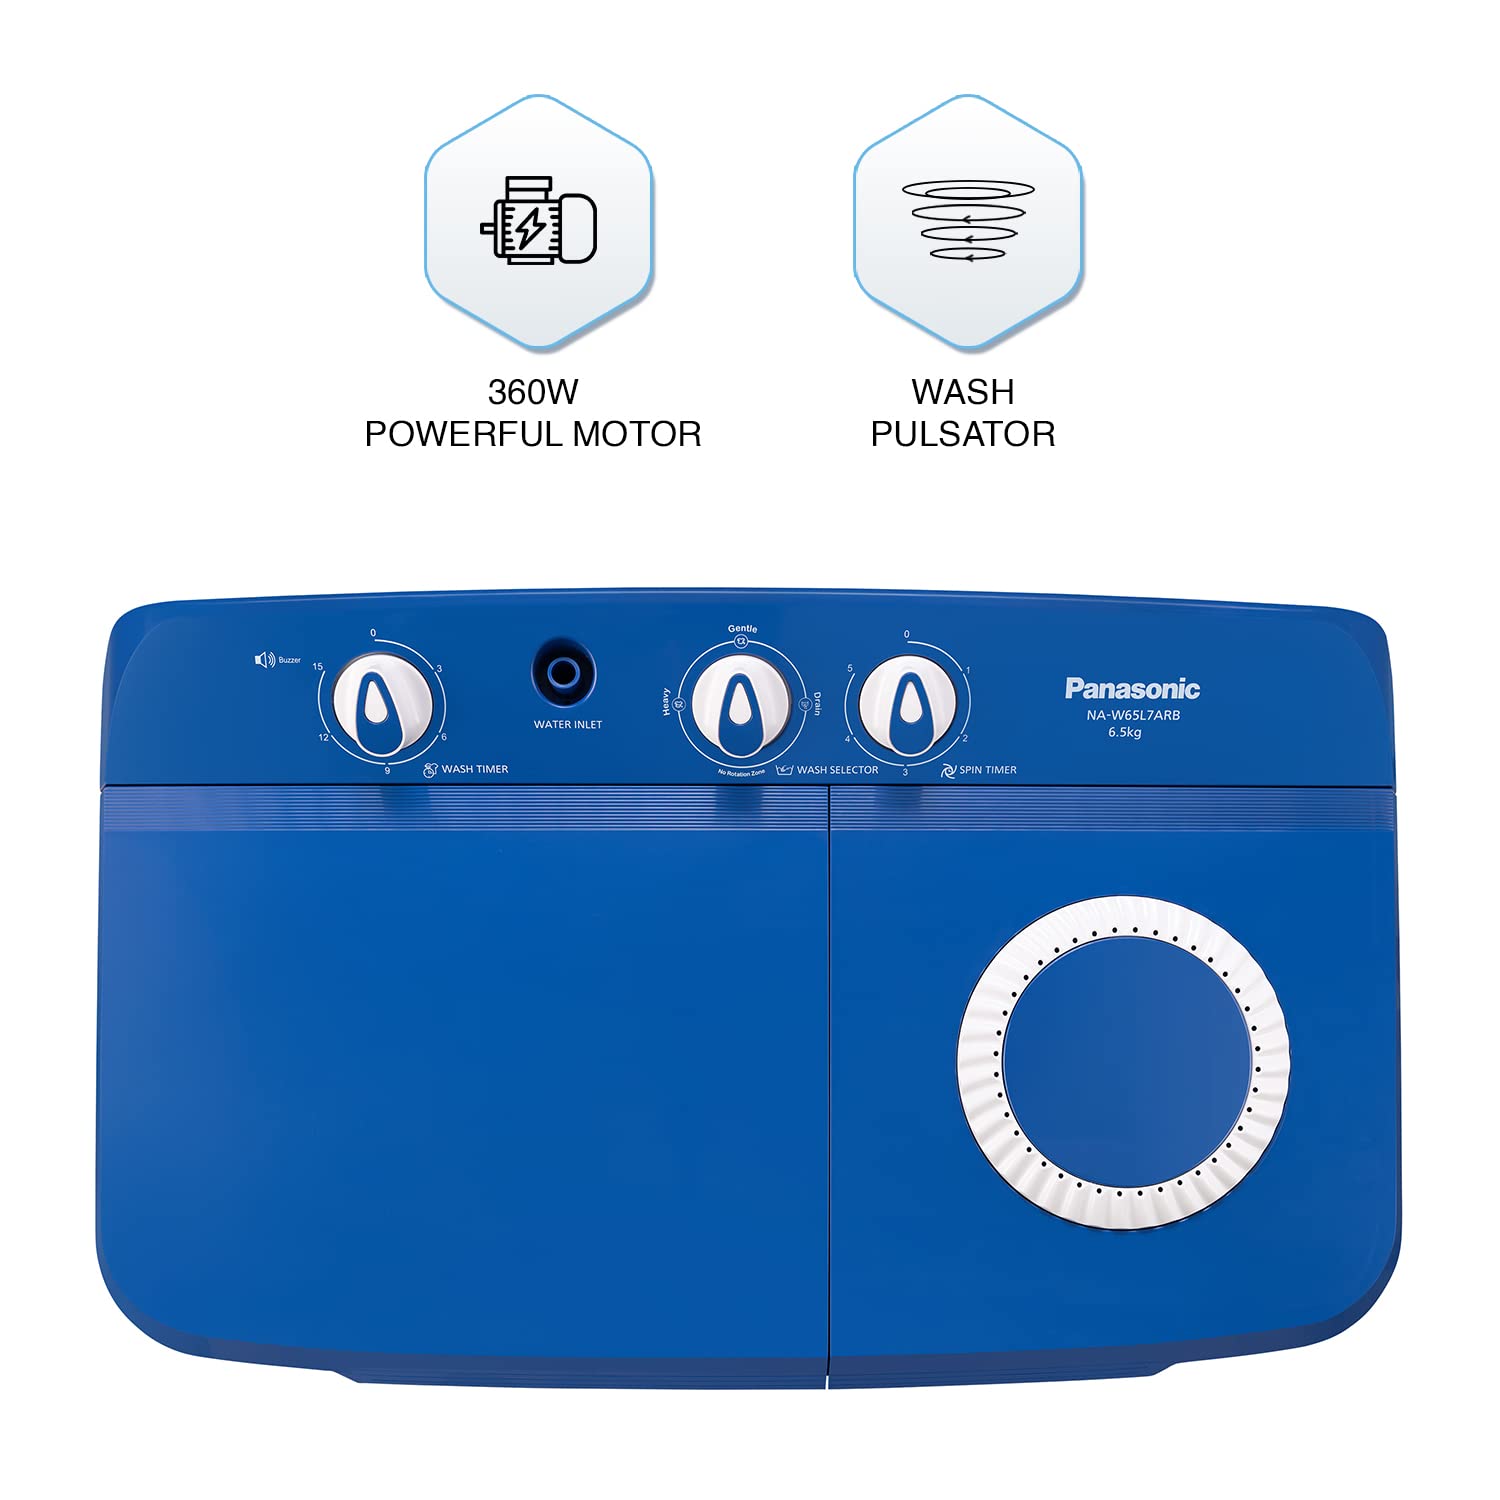 360W
POWERFUL MOTOR
WASH
PULSATOR
Buzzer
0
3
6
9
12
15
WASH TIMER
WATER INLET
Gentle
Heavy
Drain
No Rotation Zone
WASH SELECTOR
0
1
2
3
4
5
SPIN TIMER
Panasonic
NA-W65L7ARB
6.5kg